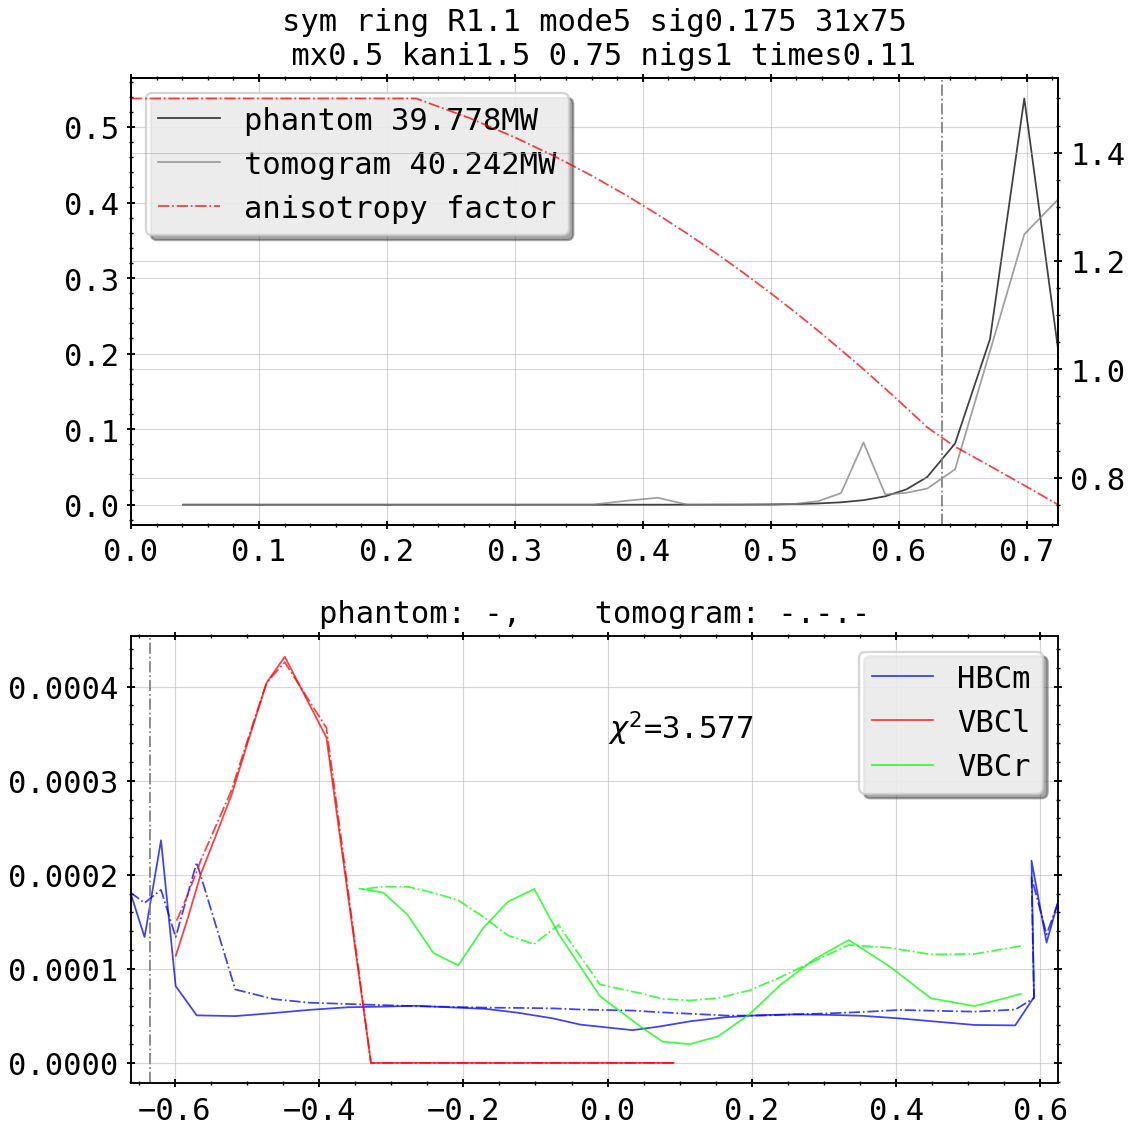 sym ring R1.1 mode5 sig0.175 31x75
mx0.5 kani1.5 0.75 nigs1 times0.11
phantom 39.778MW
tomogram 40.242MW
anisotropy factor
0.5
0.4
0.3
0.2
0.1
0.0
1.4
1.2
1.0
0.8
0.0 0.1 0.2 0.3 0.4 0.5 0.6 0.7
phantom: -,    tomogram: -.-.-
HBCm
VBCl
VBCr
χ²=3.577
0.0004
0.0003
0.0002
0.0001
0.0000
−0.6 −0.4 −0.2 0.0 0.2 0.4 0.6